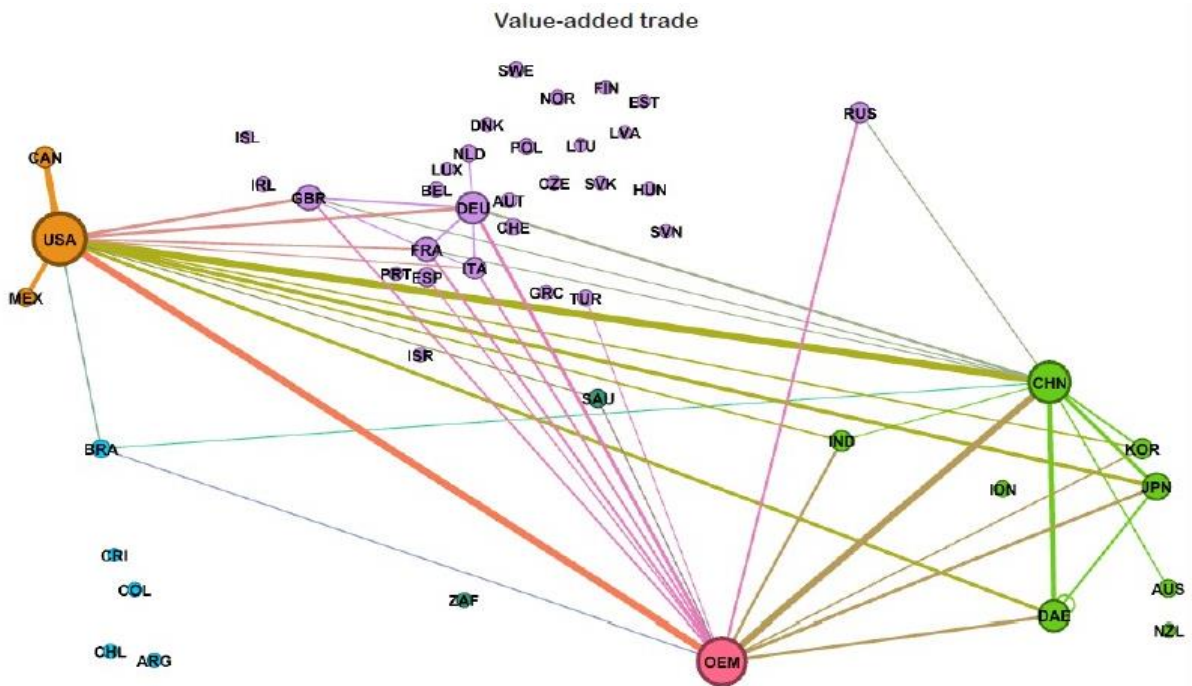 Value-added trade
SWE
FIN
NOR
EST
RUS
DNK
LVA
ISL
POL
LTU
NLD
CAN
LUX
IRL
BEL
CZE
SVK
HUN
GBR
AUT
DEU
CHE
SVN
USA
FRA
ITA
PRT
ESP
GRC
TUR
MEX
ISR
CHN
SAU
BRA
IND
KOR
IDN
JPN
CRI
COL
AUS
ZAF
DAE
NZL
CHL
ARG
OEM